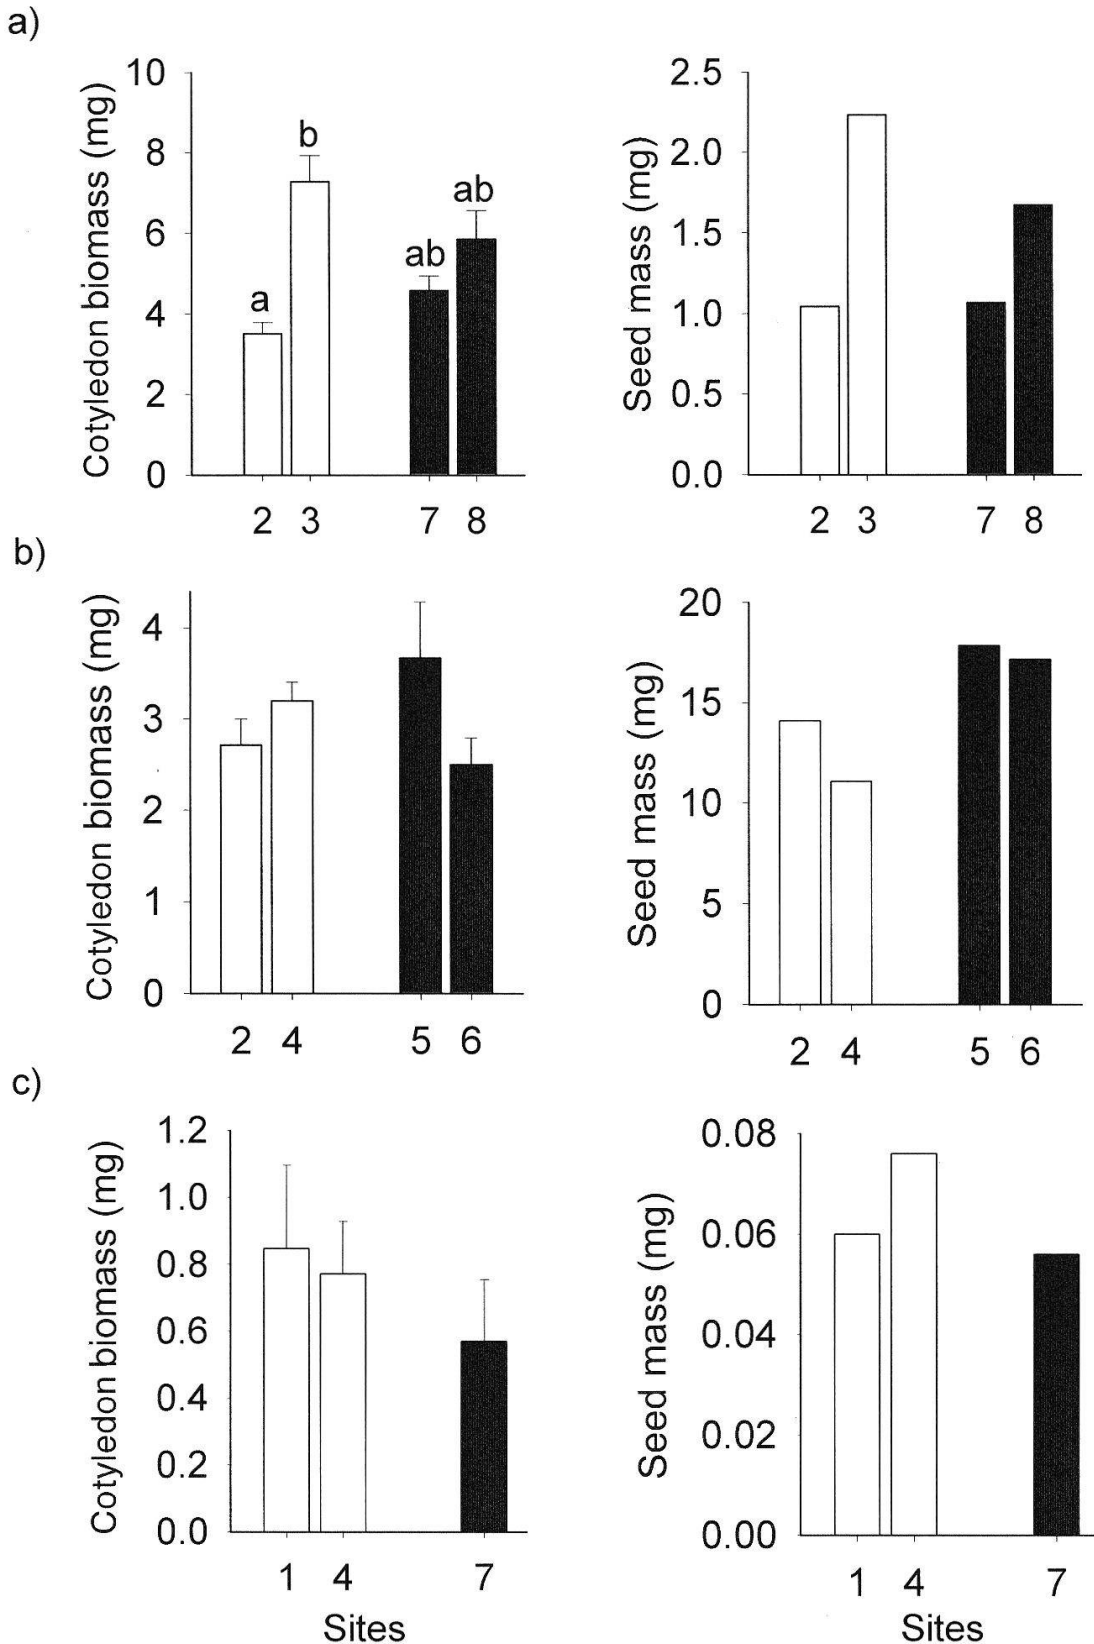 a)
Cotyledon biomass (mg)
10
8
6
4
2
0
a
b
ab
ab
2 3 7 8
Seed mass (mg)
2.5
2.0
1.5
1.0
0.5
0.0
2 3 7 8
b)
Cotyledon biomass (mg)
4
3
2
1
0
2 4 5 6
Seed mass (mg)
20
15
10
5
0
2 4 5 6
c)
Cotyledon biomass (mg)
1.2
1.0
0.8
0.6
0.4
0.2
0.0
1 4 7
Sites
Seed mass (mg)
0.08
0.06
0.04
0.02
0.00
1 4 7
Sites